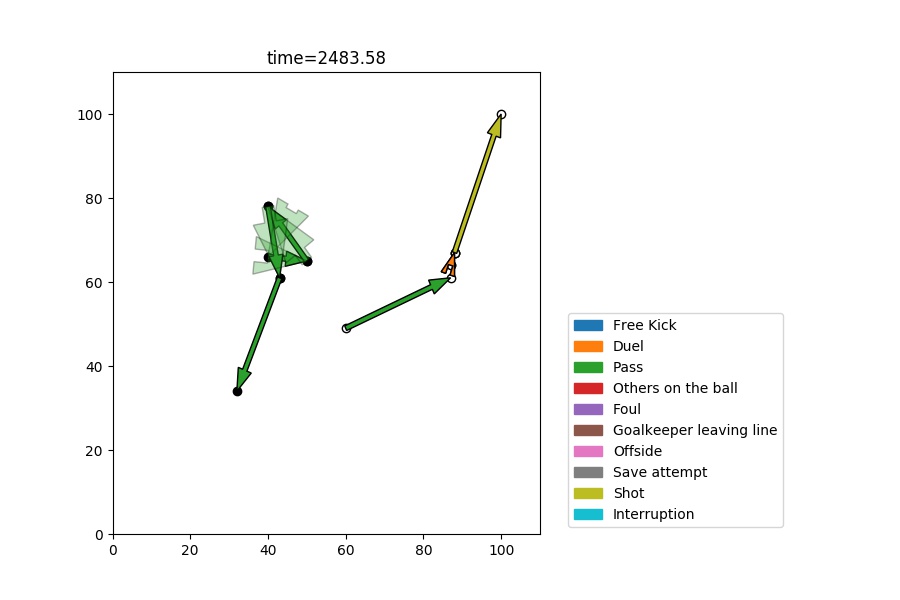 time=2483.58
100
80
60
40
20
0
0 20 40 60 80 100
Free Kick
Duel
Pass
Others on the ball
Foul
Goalkeeper leaving line
Offside
Save attempt
Shot
Interruption